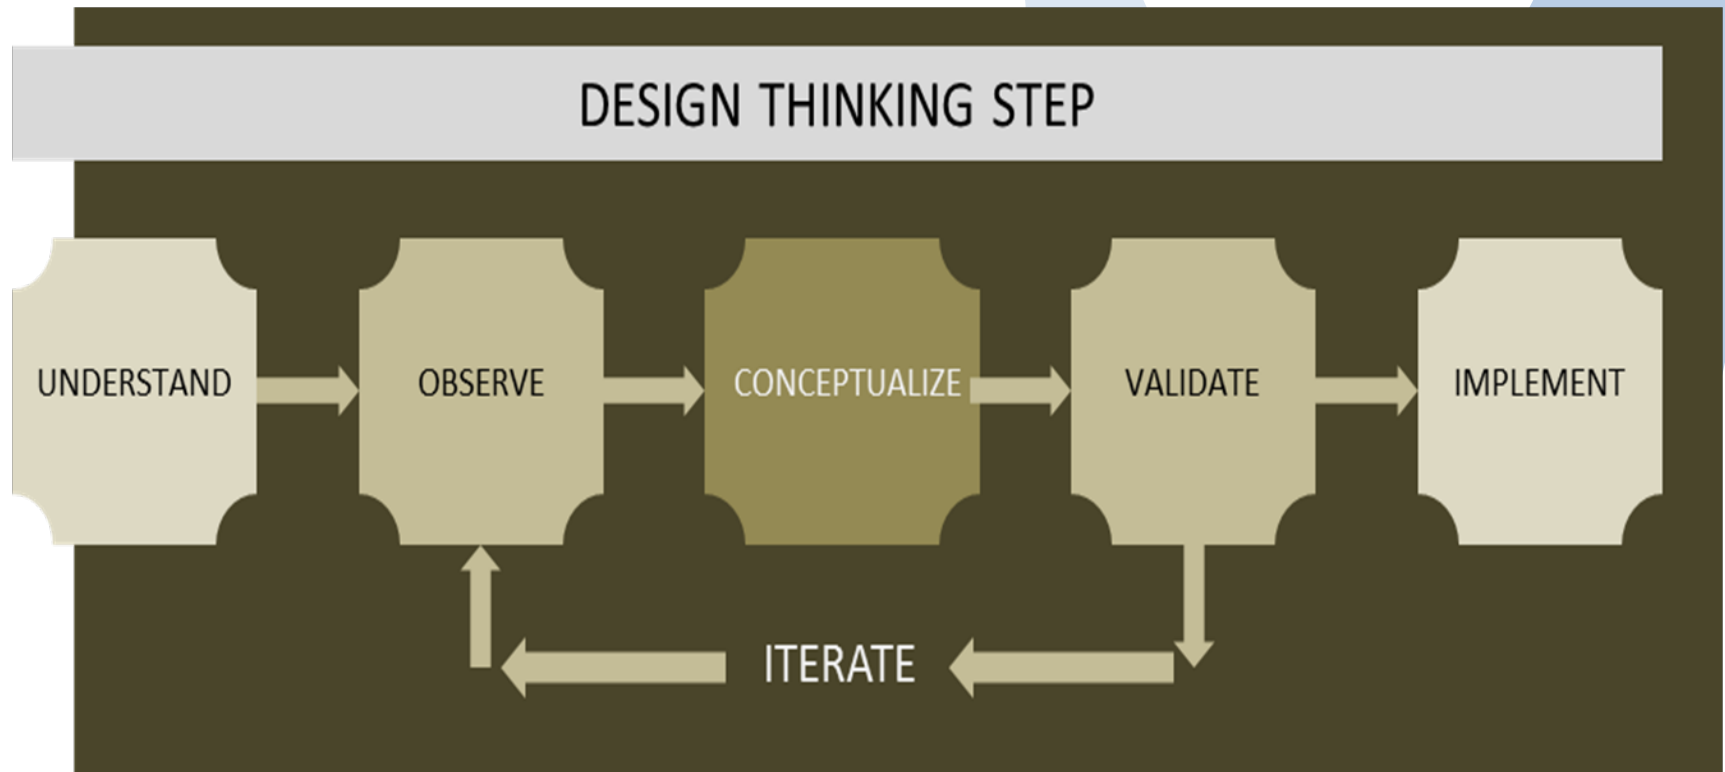 DESIGN THINKING STEP
UNDERSTAND
OBSERVE
CONCEPTUALIZE
VALIDATE
IMPLEMENT
ITERATE